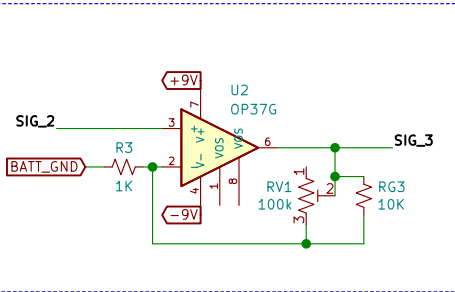 +9V
U2
OP37G
7
SIG_2
3
+
V+
VOS
6
SIG_3
R3
BATT_GND
2
-
V-
VOS
1K
4
1
8
1
RV1
2
RG3
100k
10K
3
-9V